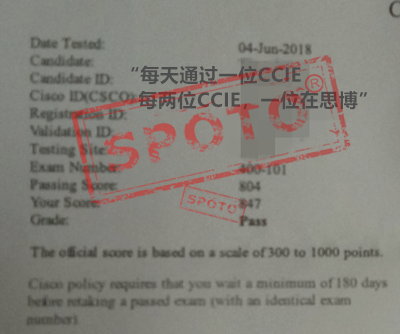 C
Date Tested: 04-Jun-2018
Candidate:
Candidate ID:
“每天通过一位CCIE
Cisco ID(CSCO):
每两位CCIE，一位在思博”
Registration ID:
Validation ID:
Testing Site:
SPOTO®
Exam Number: 400-101
Passing Score: 804
Your Score: 847
SPOTO
Grade: Pass
The official score is based on a scale of 300 to 1000 points.
Cisco policy requires that you wait a minimum of 180 days
before retaking a passed exam (with an identical exam
number).